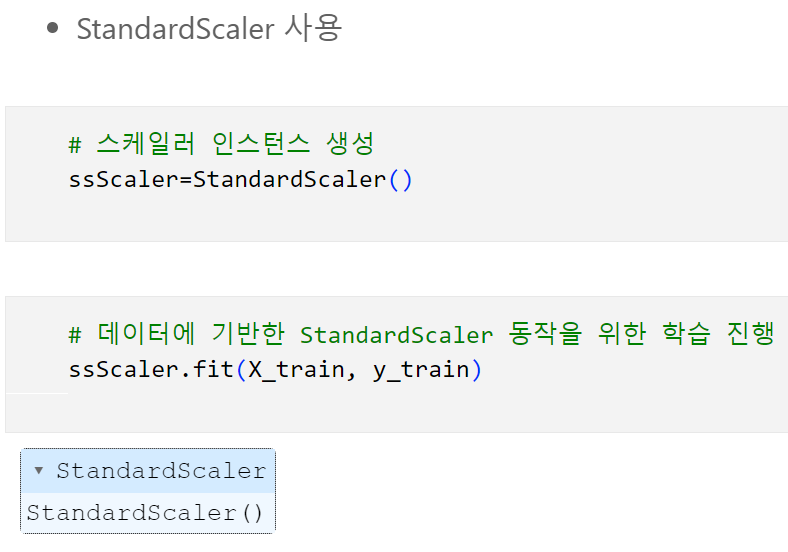 • StandardScaler 사용
# 스케일러 인스턴스 생성
ssScaler=StandardScaler()
# 데이터에 기반한 StandardScaler 동작을 위한 학습 진행
ssScaler.fit(X_train, y_train)
▾ StandardScaler
StandardScaler()